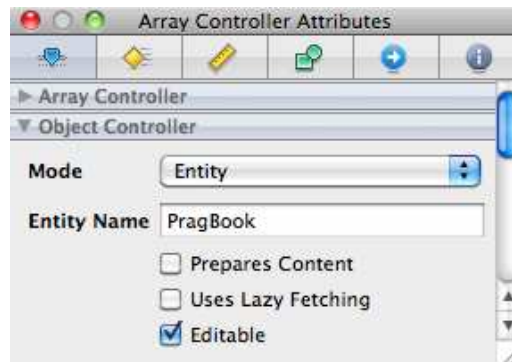 Array Controller Attributes
Array Controller
Object Controller
Mode Entity
Entity Name PragBook
Prepares Content
Uses Lazy Fetching
Editable